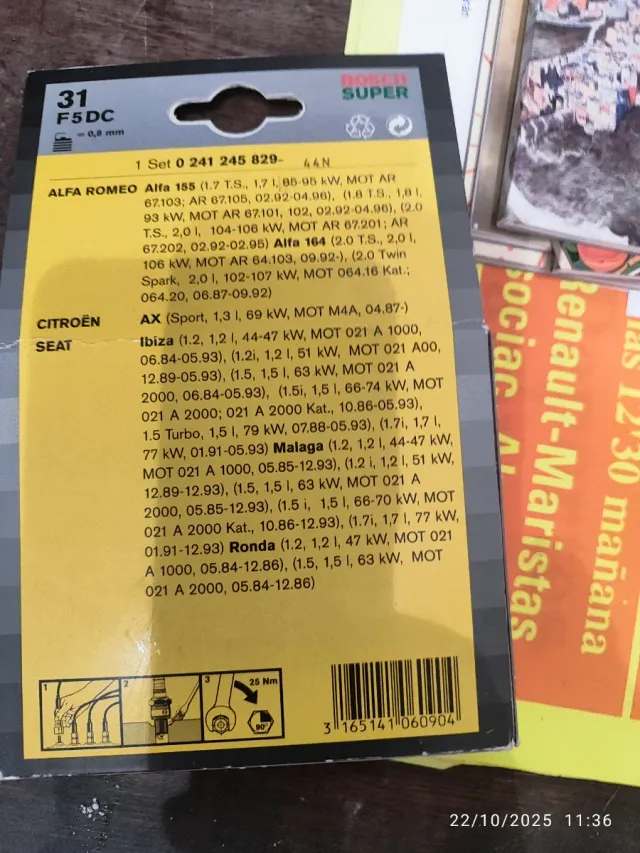 31
F5DC
= 0,8 mm
BOSCH
SUPER
1 Set 0 241 245 829- 44N
ALFA ROMEO Alfa 155 (1.7 T.S., 1,7 l, 85-95 kW, MOT AR
67.103; AR 67.105, 02.92-04.96), (1.8 T.S., 1,8 l,
93 kW, MOT AR 67.101, 102, 02.92-04.96), (2.0
T.S., 2,0 l, 104-106 kW, MOT AR 67.201; AR
67.202, 02.92-02.95) Alfa 164 (2.0 T.S., 2,0 l,
106 kW, MOT AR 64.103, 09.92-), (2.0 Twin
Spark, 2,0 l, 102-107 kW, MOT 064.16 Kat.;
064.20, 06.87-09.92)
CITROËN AX (Sport, 1,3 l, 69 kW, MOT M4A, 04.87-)
SEAT Ibiza (1.2, 1,2 l, 44-47 kW, MOT 021 A 1000,
06.84-05.93), (1.2i, 1,2 l, 51 kW, MOT 021 A00,
12.89-05.93), (1.5, 1,5 l, 63 kW, MOT 021 A
2000, 06.84-05.93), (1.5i, 1,5 l, 66-74 kW, MOT
021 A 2000; 021 A 2000 Kat., 10.86-05.93),
1.5 Turbo, 1,5 l, 79 kW, 07.88-05.93), (1.7i, 1,7 l,
77 kW, 01.91-05.93) Malaga (1.2, 1,2 l, 44-47 kW,
MOT 021 A 1000, 05.85-12.93), (1.2 i, 1,2 l, 51 kW,
12.89-12.93), (1.5, 1,5 l, 63 kW, MOT 021 A
2000, 05.85-12.93), (1.5 i, 1,5 l, 66-70 kW, MOT
021 A 2000 Kat., 10.86-12.93), (1.7i, 1,7 l, 77 kW,
01.91-12.93) Ronda (1.2, 1,2 l, 47 kW, MOT 021
A 1000, 05.84-12.86), (1.5, 1,5 l, 63 kW, MOT
021 A 2000, 05.84-12.86)
1
2
3
25 Nm
90°
3 165141 060904
las 12'30 mañana
Renault-Maristas
22/10/2025 11:36